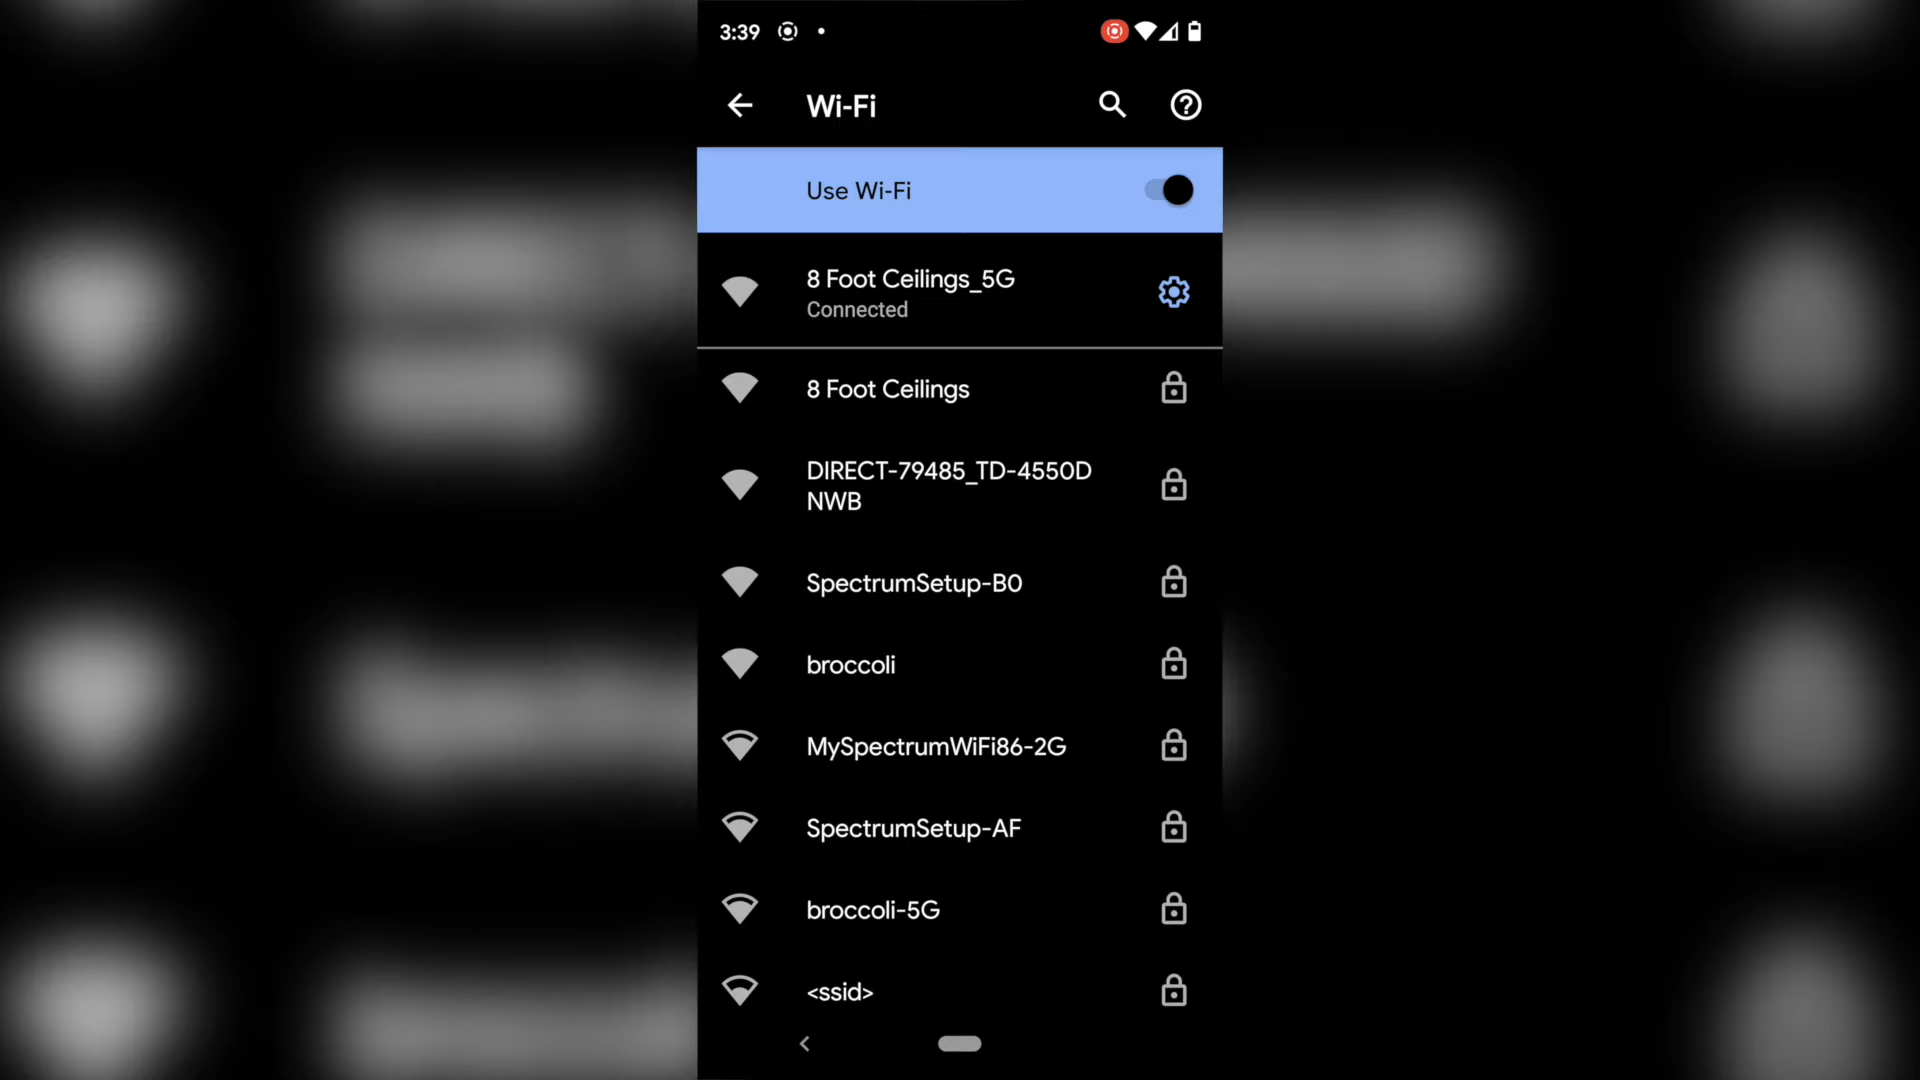 3:39
Wi-Fi
Use Wi-Fi
8 Foot Ceilings_5G
Connected
8 Foot Ceilings
DIRECT-79485_TD-4550D
NWB
SpectrumSetup-B0
broccoli
MySpectrumWiFi86-2G
SpectrumSetup-AF
broccoli-5G
<ssid>